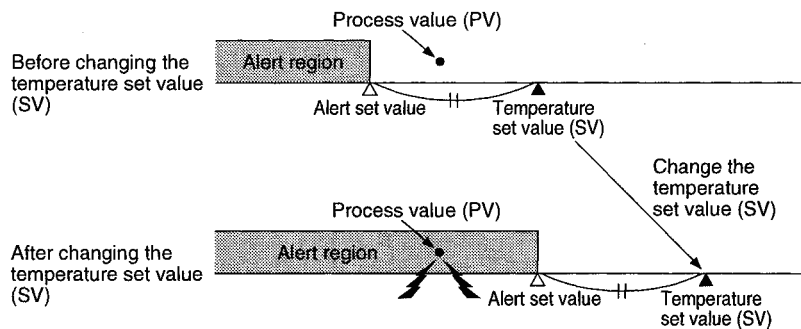 Process value (PV)
Before changing the
temperature set value
(SV)
Alert region
Alert set value
Temperature
set value (SV)
Change the
temperature
set value (SV)
Process value (PV)
After changing the
temperature set value
(SV)
Alert region
Alert set value
Temperature
set value (SV)